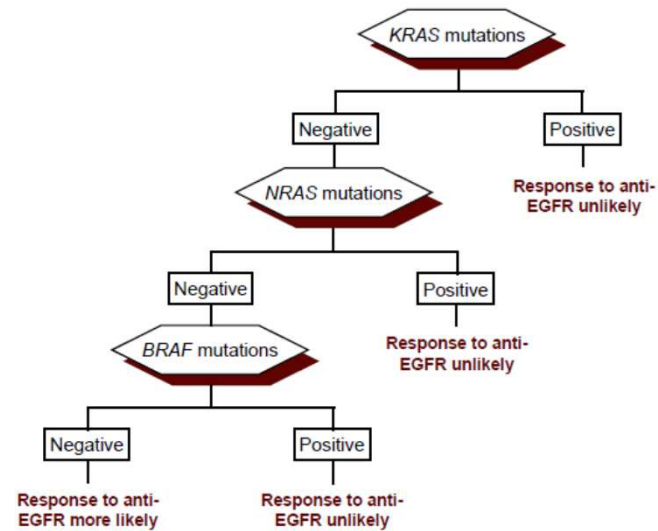 KRAS mutations
Negative
Positive
Response to anti-
EGFR unlikely
NRAS mutations
Negative
Positive
Response to anti-
EGFR unlikely
BRAF mutations
Negative
Positive
Response to anti-
EGFR more likely
Response to anti-
EGFR unlikely